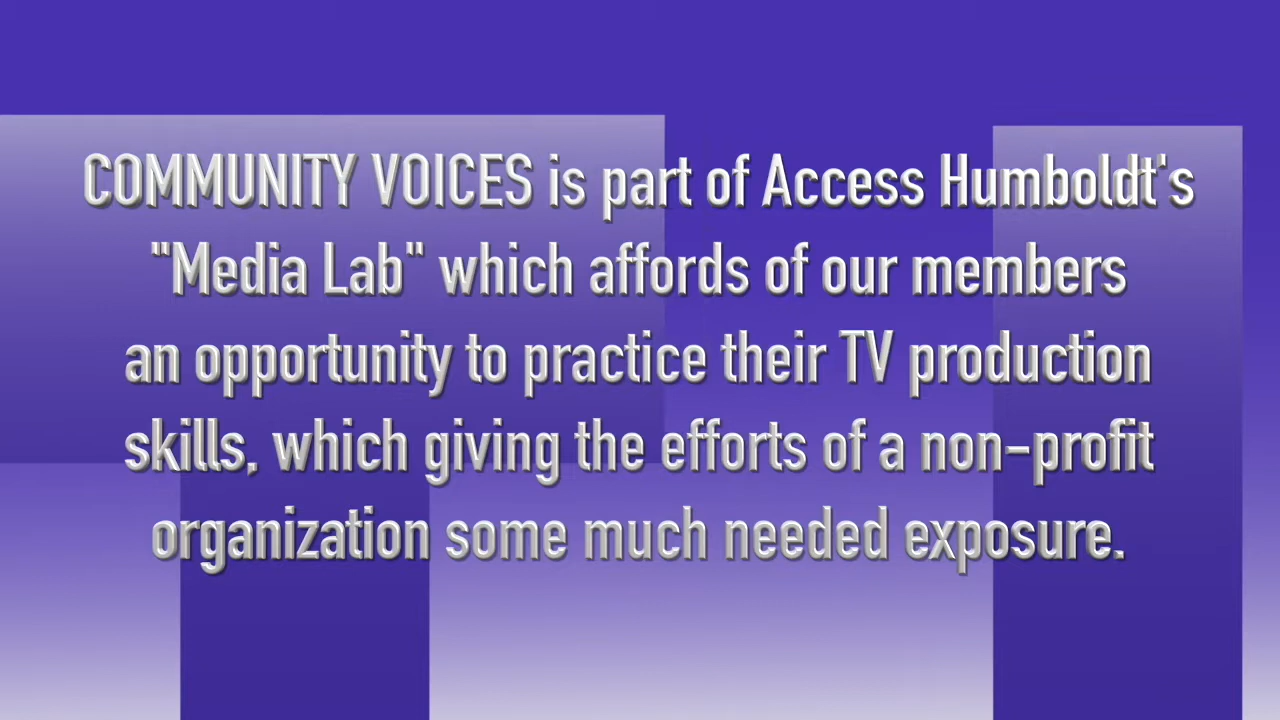 COMMUNITY VOICES is part of Access Humboldt's
"Media Lab" which affords of our members
an opportunity to practice their TV production
skills, which giving the efforts of a non-profit
organization some much needed exposure.